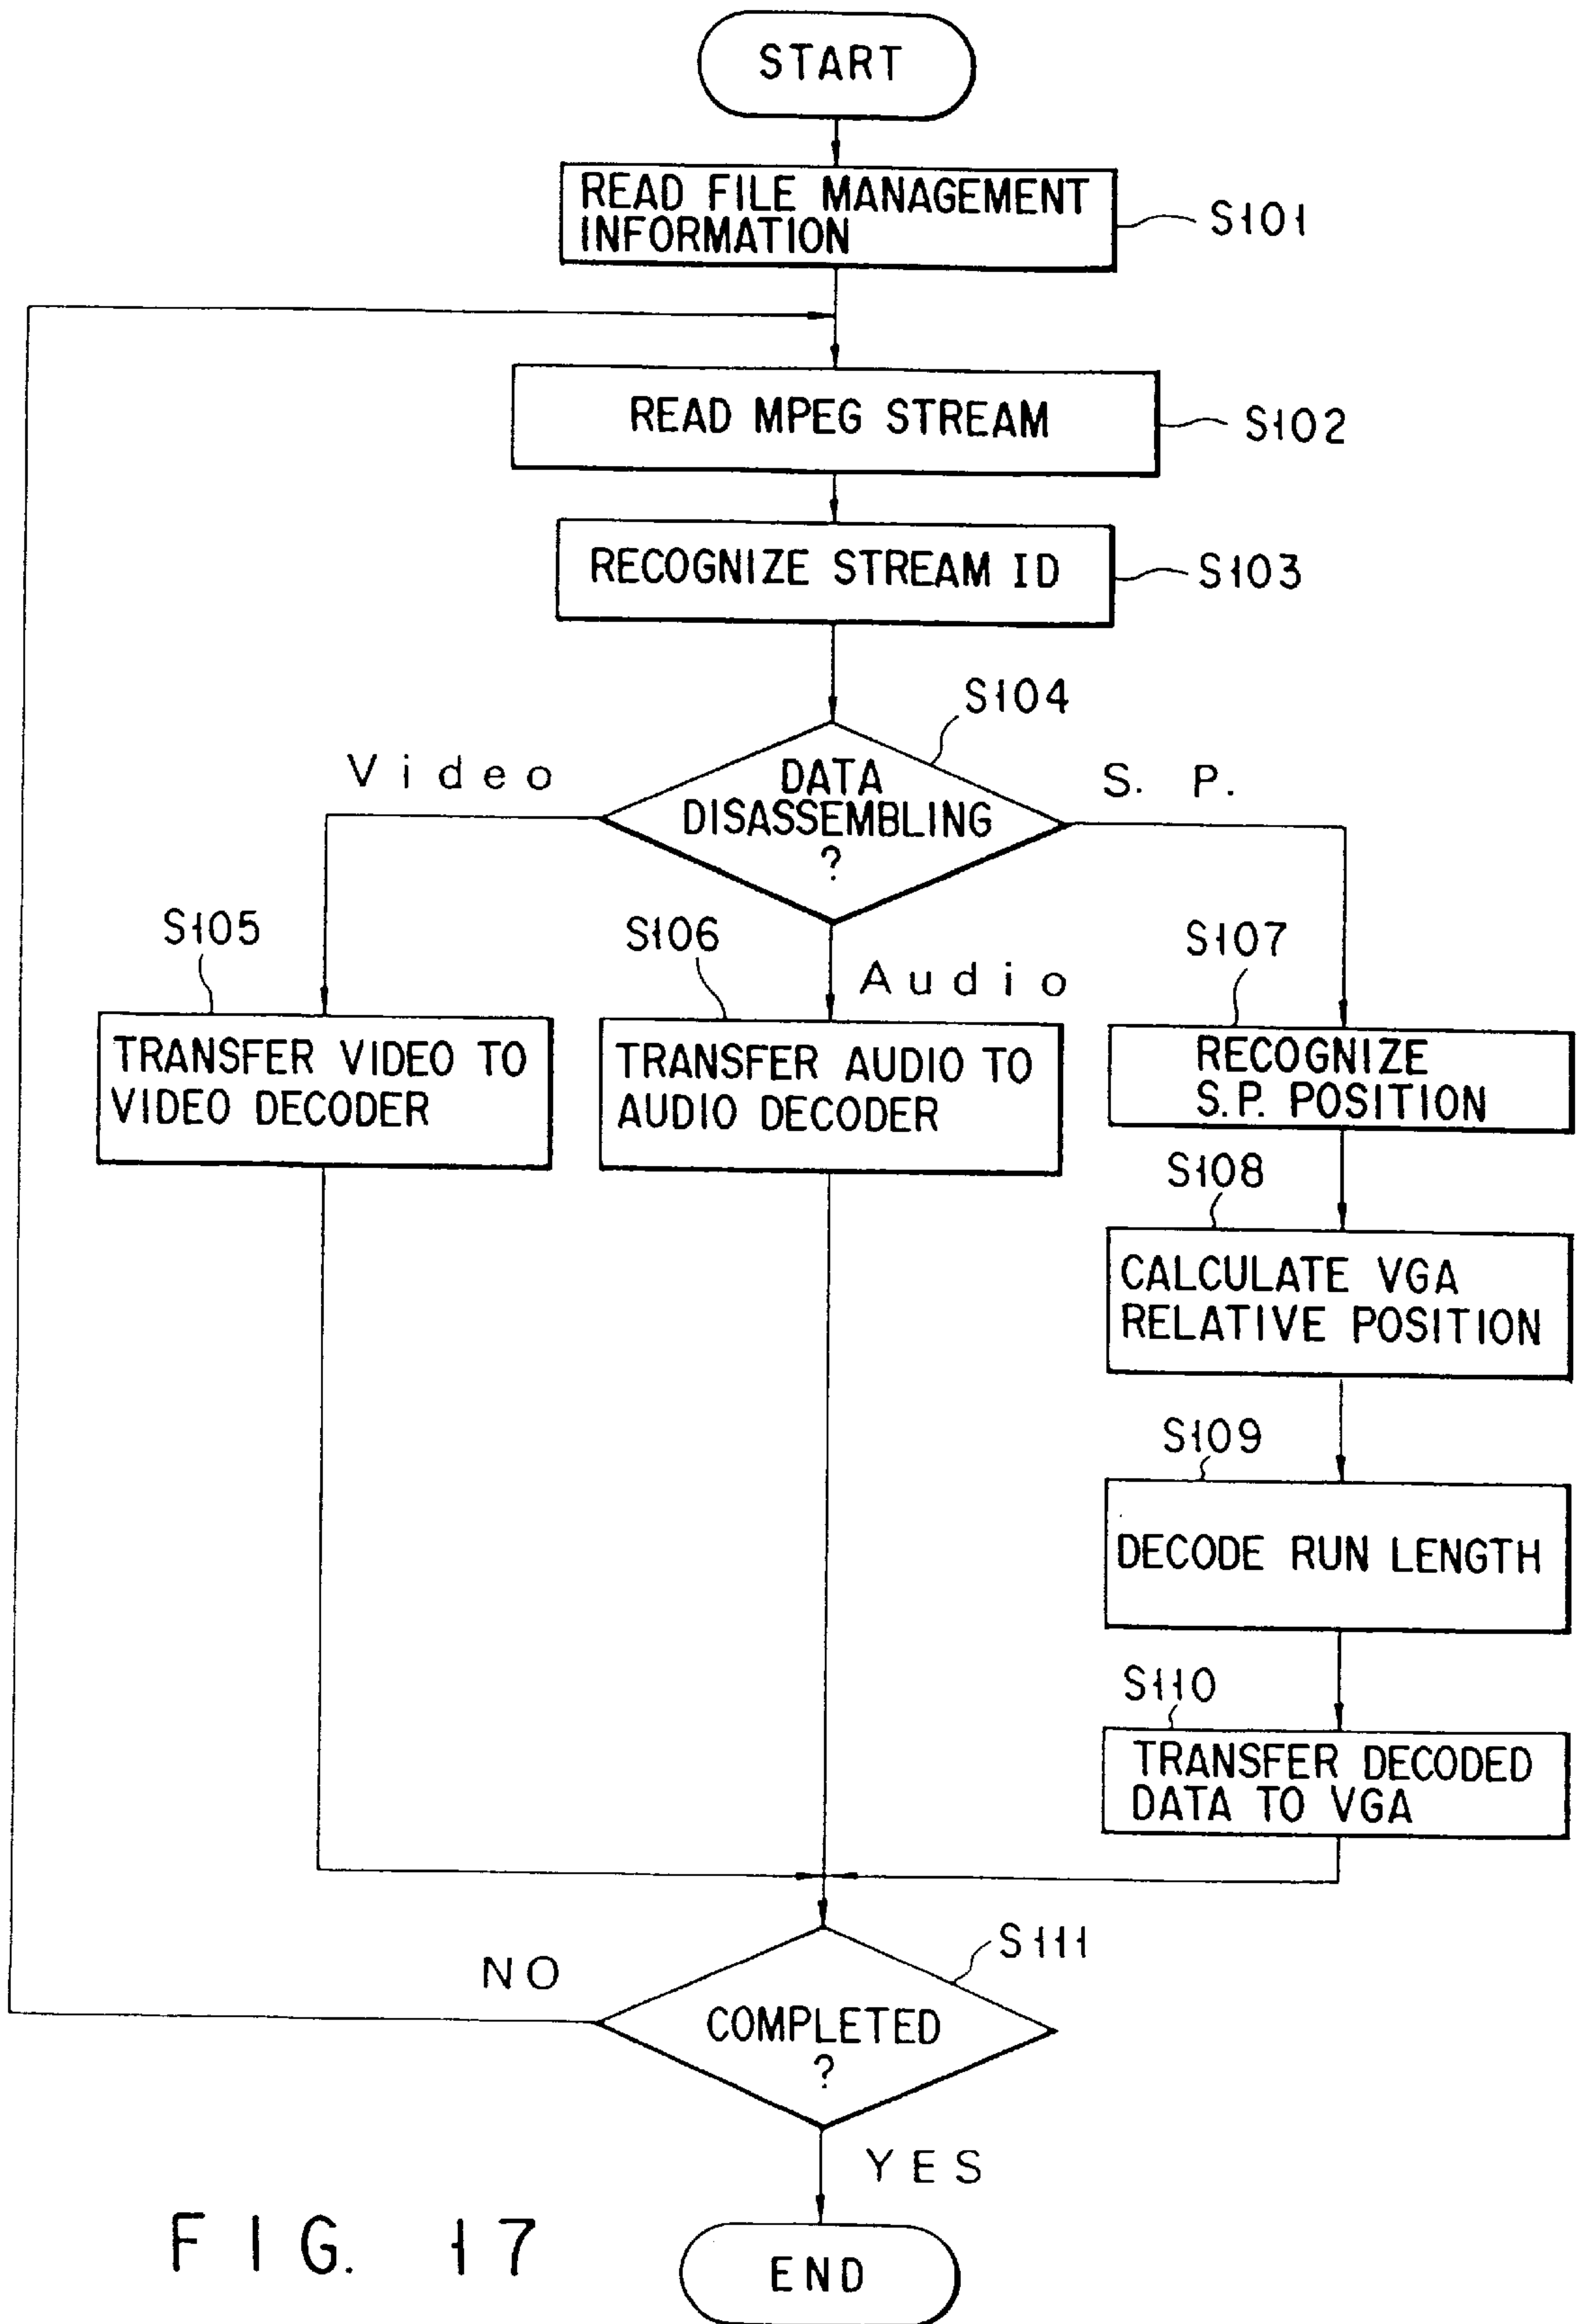 START
READ FILE MANAGEMENT
INFORMATION
S101
READ MPEG STREAM
S102
RECOGNIZE STREAM ID
S103
S104
Video
DATA
DISASSEMBLING
?
S. P.
S105
S106
Audio
S107
TRANSFER VIDEO TO
VIDEO DECODER
TRANSFER AUDIO TO
AUDIO DECODER
RECOGNIZE
S.P. POSITION
S108
CALCULATE VGA
RELATIVE POSITION
S109
DECODE RUN LENGTH
S110
TRANSFER DECODED
DATA TO VGA
S111
NO
COMPLETED
?
YES
FIG. 17
END